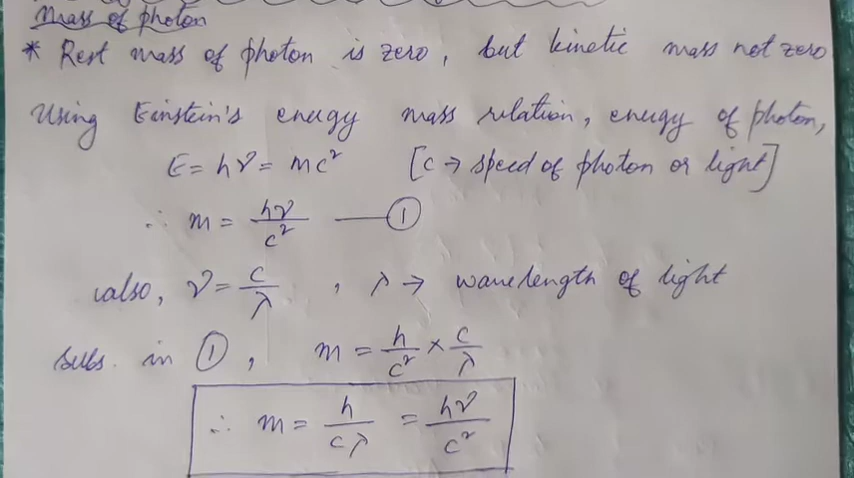 Mass of photon
* Rest mass of photon is zero, but kinetic mass not zero
Using Einstein's energy mass relation, energy of photon,
E = hν = mc² [c → speed of photon or light]
∴ m = hν/c² —— ①
also, ν = c/λ , λ → wavelength of light
subs. in ①, m = h/c² × c/λ
∴ m = h/cλ = hν/c²